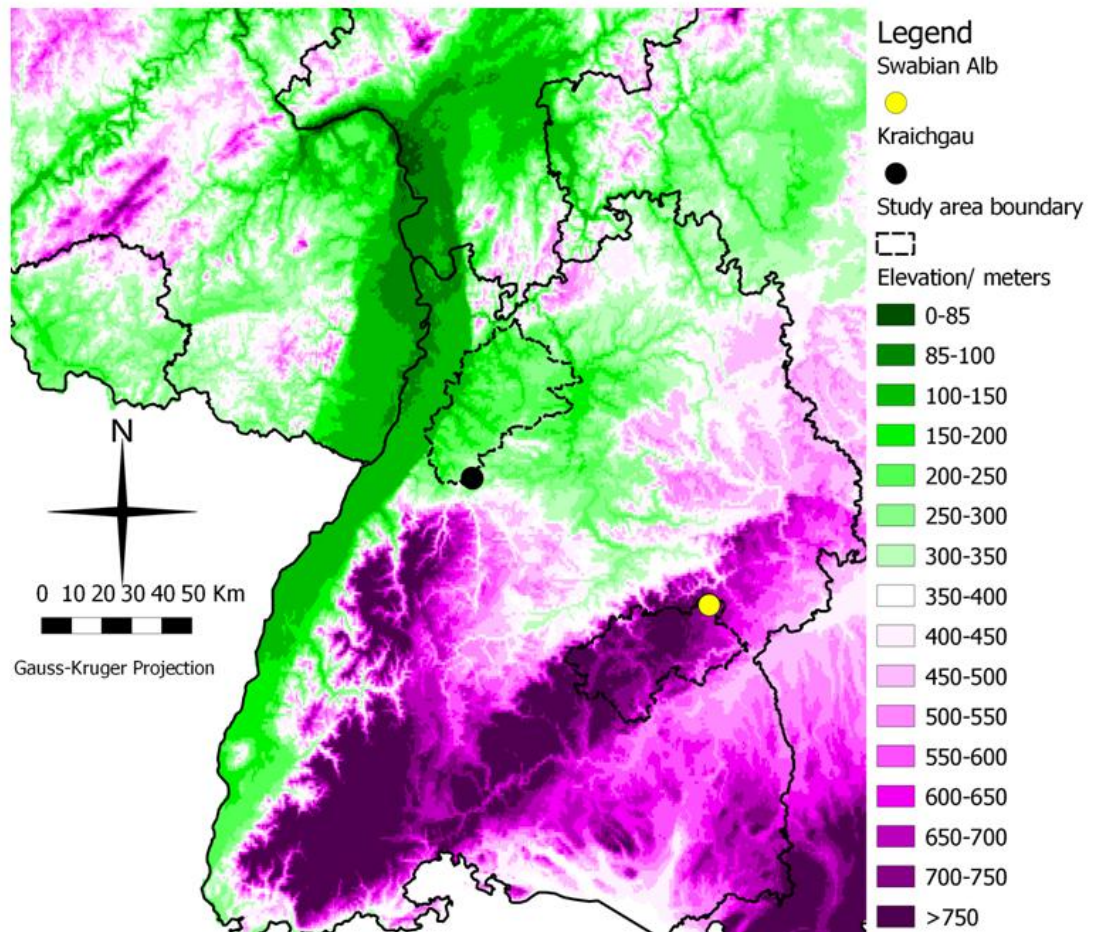 Legend
Swabian Alb
Kraichgau
Study area boundary
Elevation/ meters
0-85
85-100
100-150
150-200
200-250
250-300
300-350
350-400
400-450
450-500
500-550
550-600
600-650
650-700
700-750
>750
N
0 10 20 30 40 50 Km
Gauss-Kruger Projection